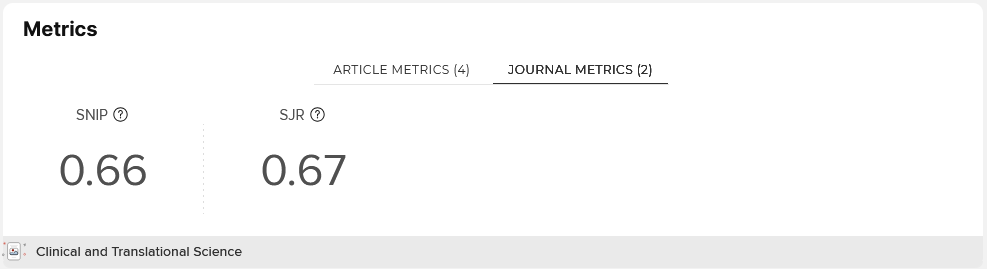 Metrics
ARTICLE METRICS (4) JOURNAL METRICS (2)
SNIP ? SJR ?
0.66 0.67
Clinical and Translational Science